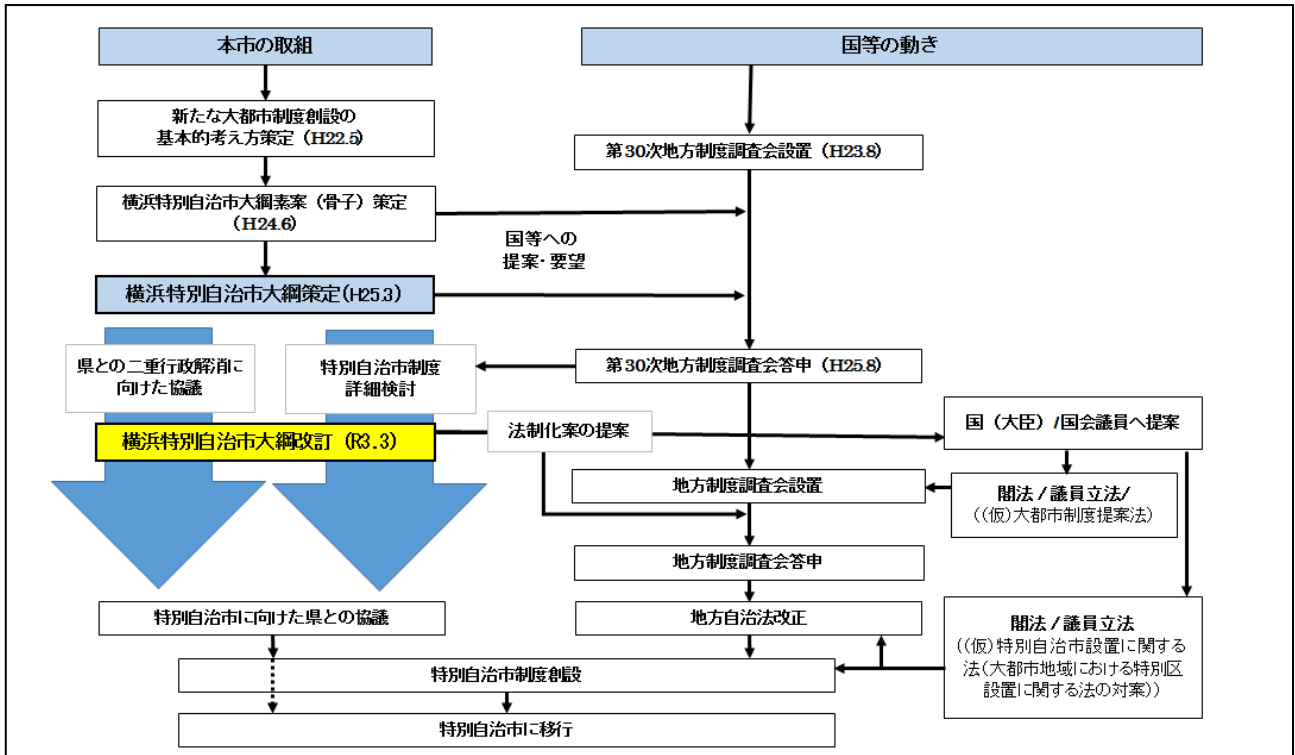 本市の取組
国等の動き
新たな大都市制度創設の
基本的考え方策定（H22.5）
第30次地方制度調査会設置（H23.8）
横浜特別自治市大綱素案（骨子）策定
（H24.6）
国等への
提案・要望
横浜特別自治市大綱策定(H25.3)
県との二重行政解消に
向けた協議
特別自治市制度
詳細検討
第30次地方制度調査会答申（H25.8）
横浜特別自治市大綱改訂（R3.3）
法制化案の提案
国（大臣）/国会議員へ提案
地方制度調査会設置
閣法/議員立法/
((仮)大都市制度提案法)
地方制度調査会答申
特別自治市に向けた県との協議
地方自治法改正
閣法/議員立法
((仮)特別自治市設置に関する
法(大都市地域における特別区
設置に関する法の対案))
特別自治市制度創設
特別自治市に移行